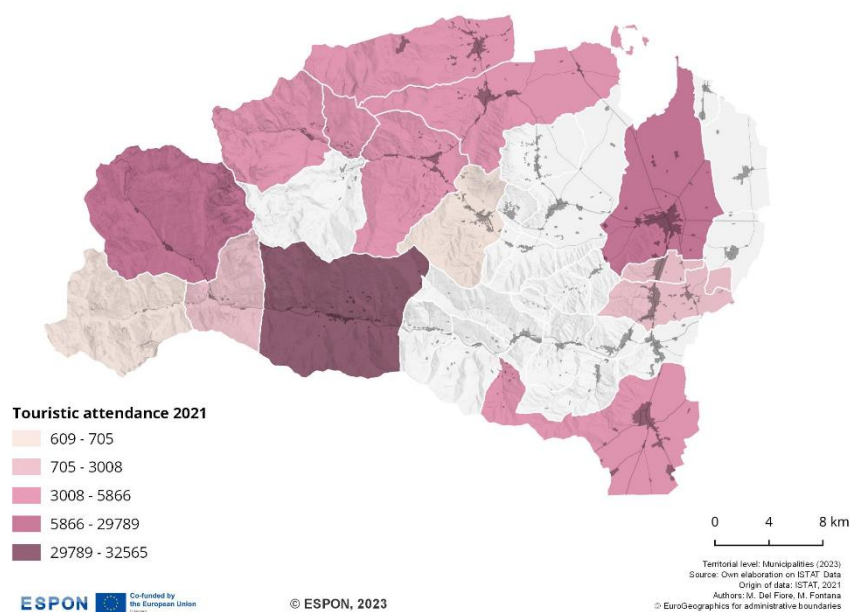 Touristic attendance 2021
609 - 705
705 - 3008
3008 - 5866
5866 - 29789
29789 - 32565
0 4 8 km
Territorial level: Municipalities (2023)
Source: Own elaboration on ISTAT Data
Origin of data: ISTAT, 2021
Authors: M. Del Fiore, M. Fontana
© EuroGeographics for administrative boundaries
ESPON
Co-funded by
the European Union
© ESPON, 2023